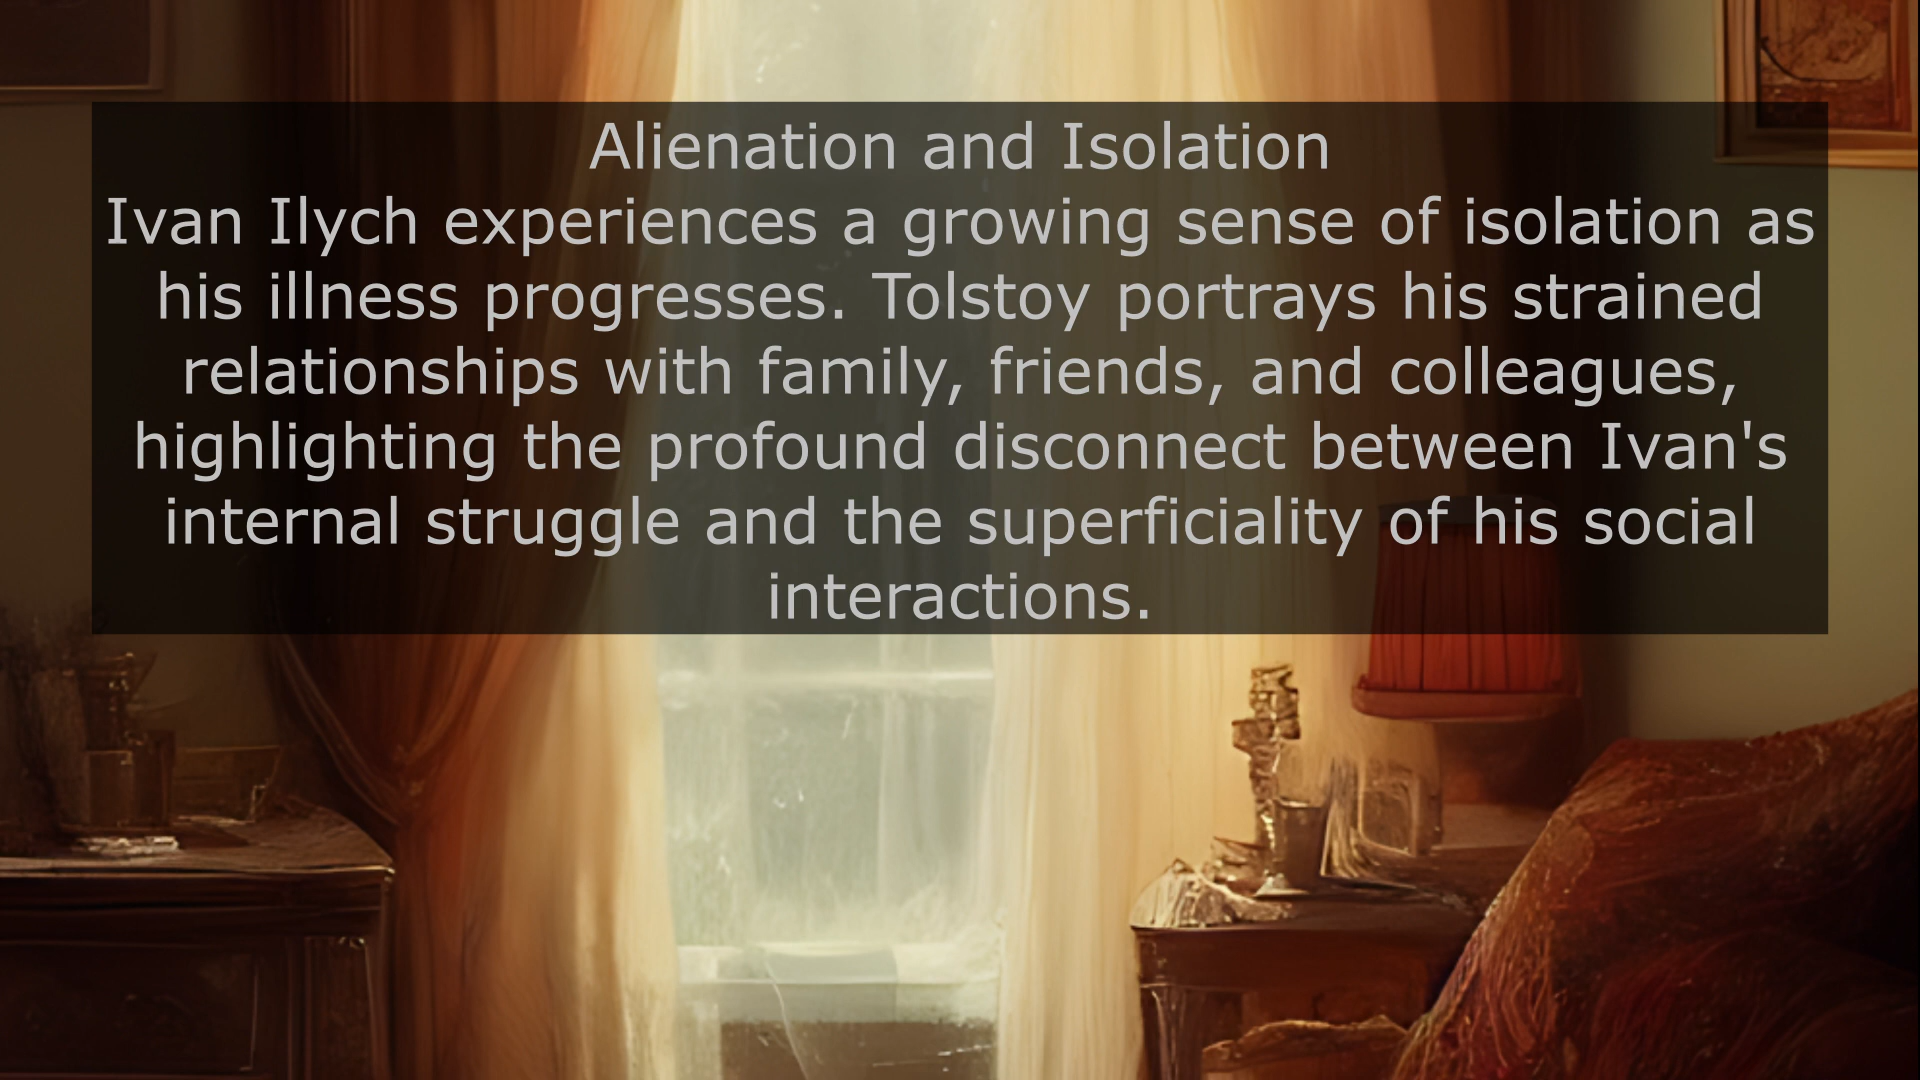 Alienation and Isolation
Ivan Ilych experiences a growing sense of isolation as
his illness progresses. Tolstoy portrays his strained
relationships with family, friends, and colleagues,
highlighting the profound disconnect between Ivan's
internal struggle and the superficiality of his social
interactions.